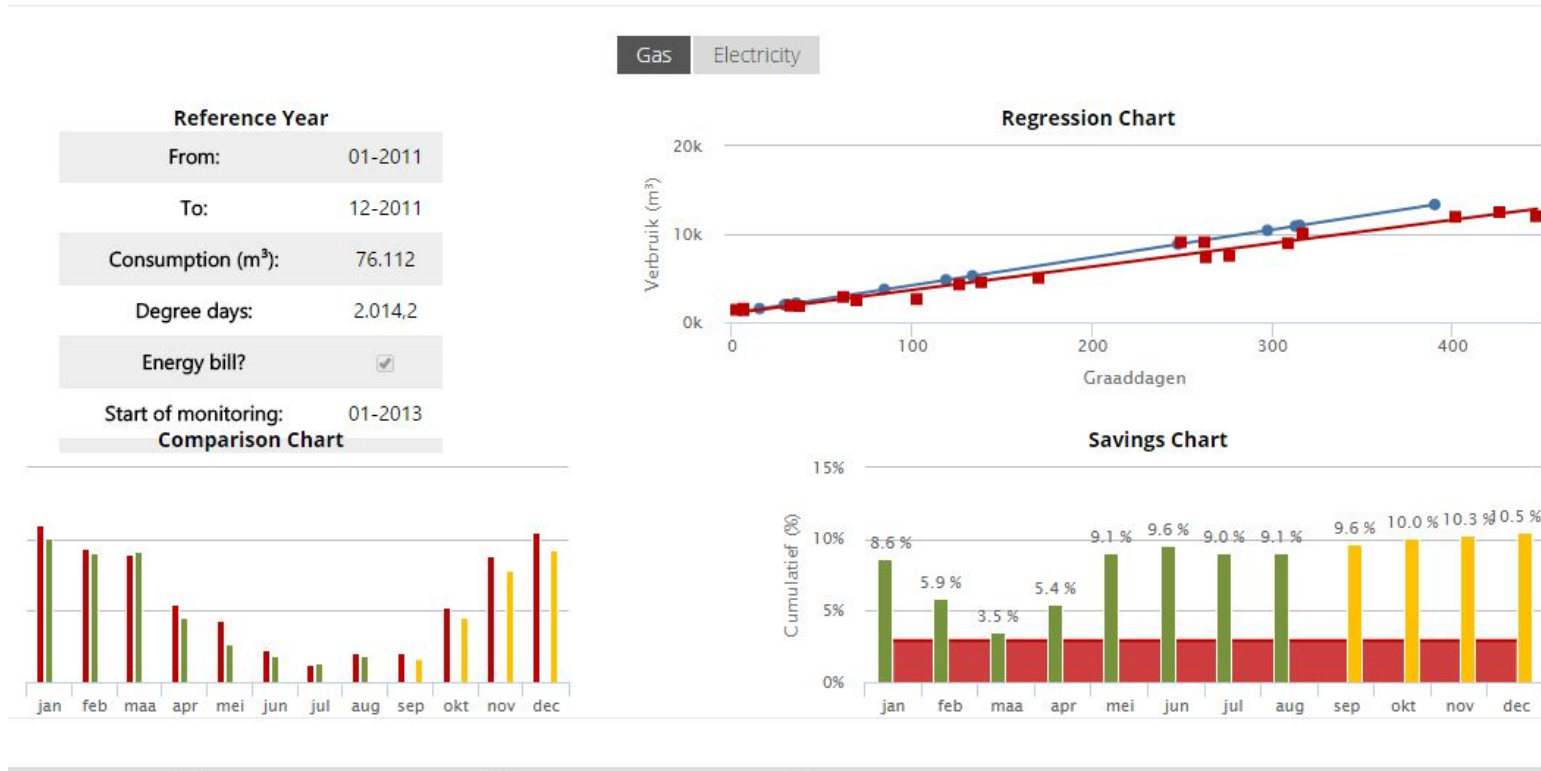 Gas Electricity
Reference Year
From: 01-2011
To: 12-2011
Consumption (m³): 76.112
Degree days: 2.014,2
Energy bill?
Start of monitoring: 01-2013
Regression Chart
20k
10k
0k
Verbruik (m³)
0 100 200 300 400
Graaddagen
Comparison Chart
jan feb maa apr mei jun jul aug sep okt nov dec
Savings Chart
15%
10%
5%
0%
Cumulatief (%)
8.6 % 5.9 % 3.5 % 5.4 % 9.1 % 9.6 % 9.0 % 9.1 % 9.6 % 10.0 % 10.3 % 10.5 %
jan feb maa apr mei jun jul aug sep okt nov dec